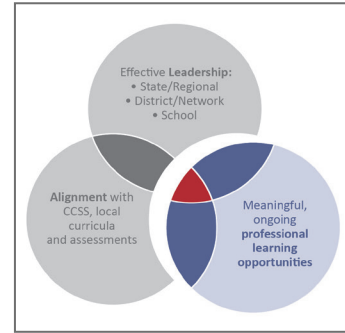 Effective Leadership:
• State/Regional
• District/Network
• School
Alignment with
CCSS, local
curricula
and assessments
Meaningful,
ongoing
professional
learning
opportunities